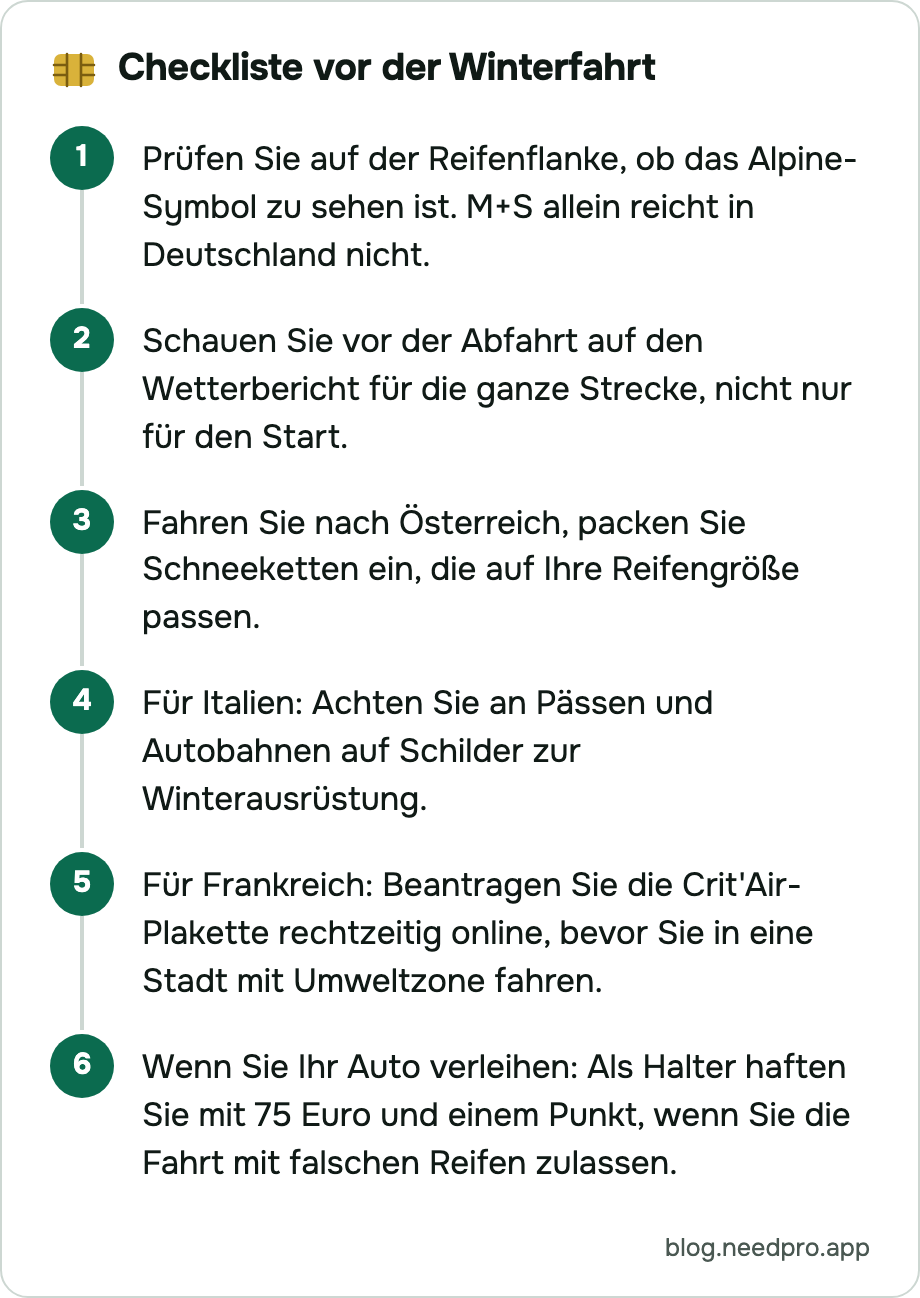 Checkliste vor der Winterfahrt
1
Prüfen Sie auf der Reifenflanke, ob das Alpine-
Symbol zu sehen ist. M+S allein reicht in
Deutschland nicht.
2
Schauen Sie vor der Abfahrt auf den
Wetterbericht für die ganze Strecke, nicht nur
für den Start.
3
Fahren Sie nach Österreich, packen Sie
Schneeketten ein, die auf Ihre Reifengröße
passen.
4
Für Italien: Achten Sie an Pässen und
Autobahnen auf Schilder zur
Winterausrüstung.
5
Für Frankreich: Beantragen Sie die Crit'Air-
Plakette rechtzeitig online, bevor Sie in eine
Stadt mit Umweltzone fahren.
6
Wenn Sie Ihr Auto verleihen: Als Halter haften
Sie mit 75 Euro und einem Punkt, wenn Sie die
Fahrt mit falschen Reifen zulassen.
blog.needpro.app